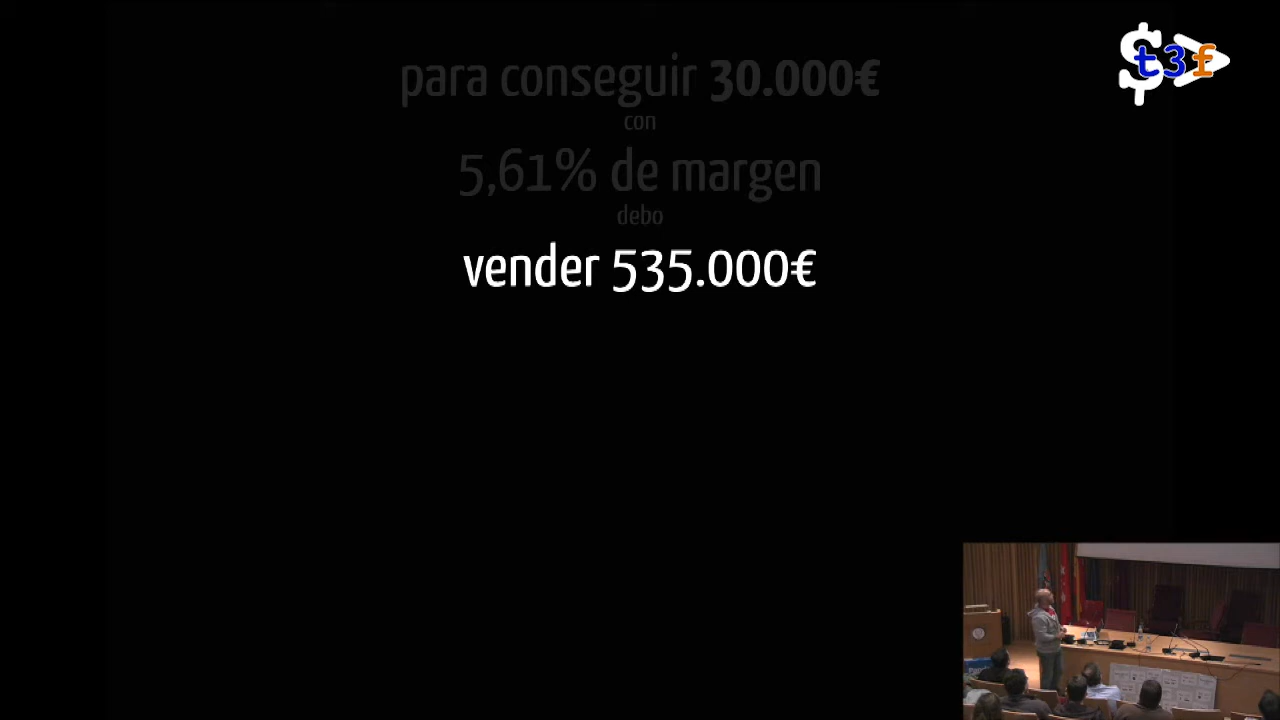 para conseguir 30.000€
con
5,61% de margen
debo
vender 535.000€
$t3f